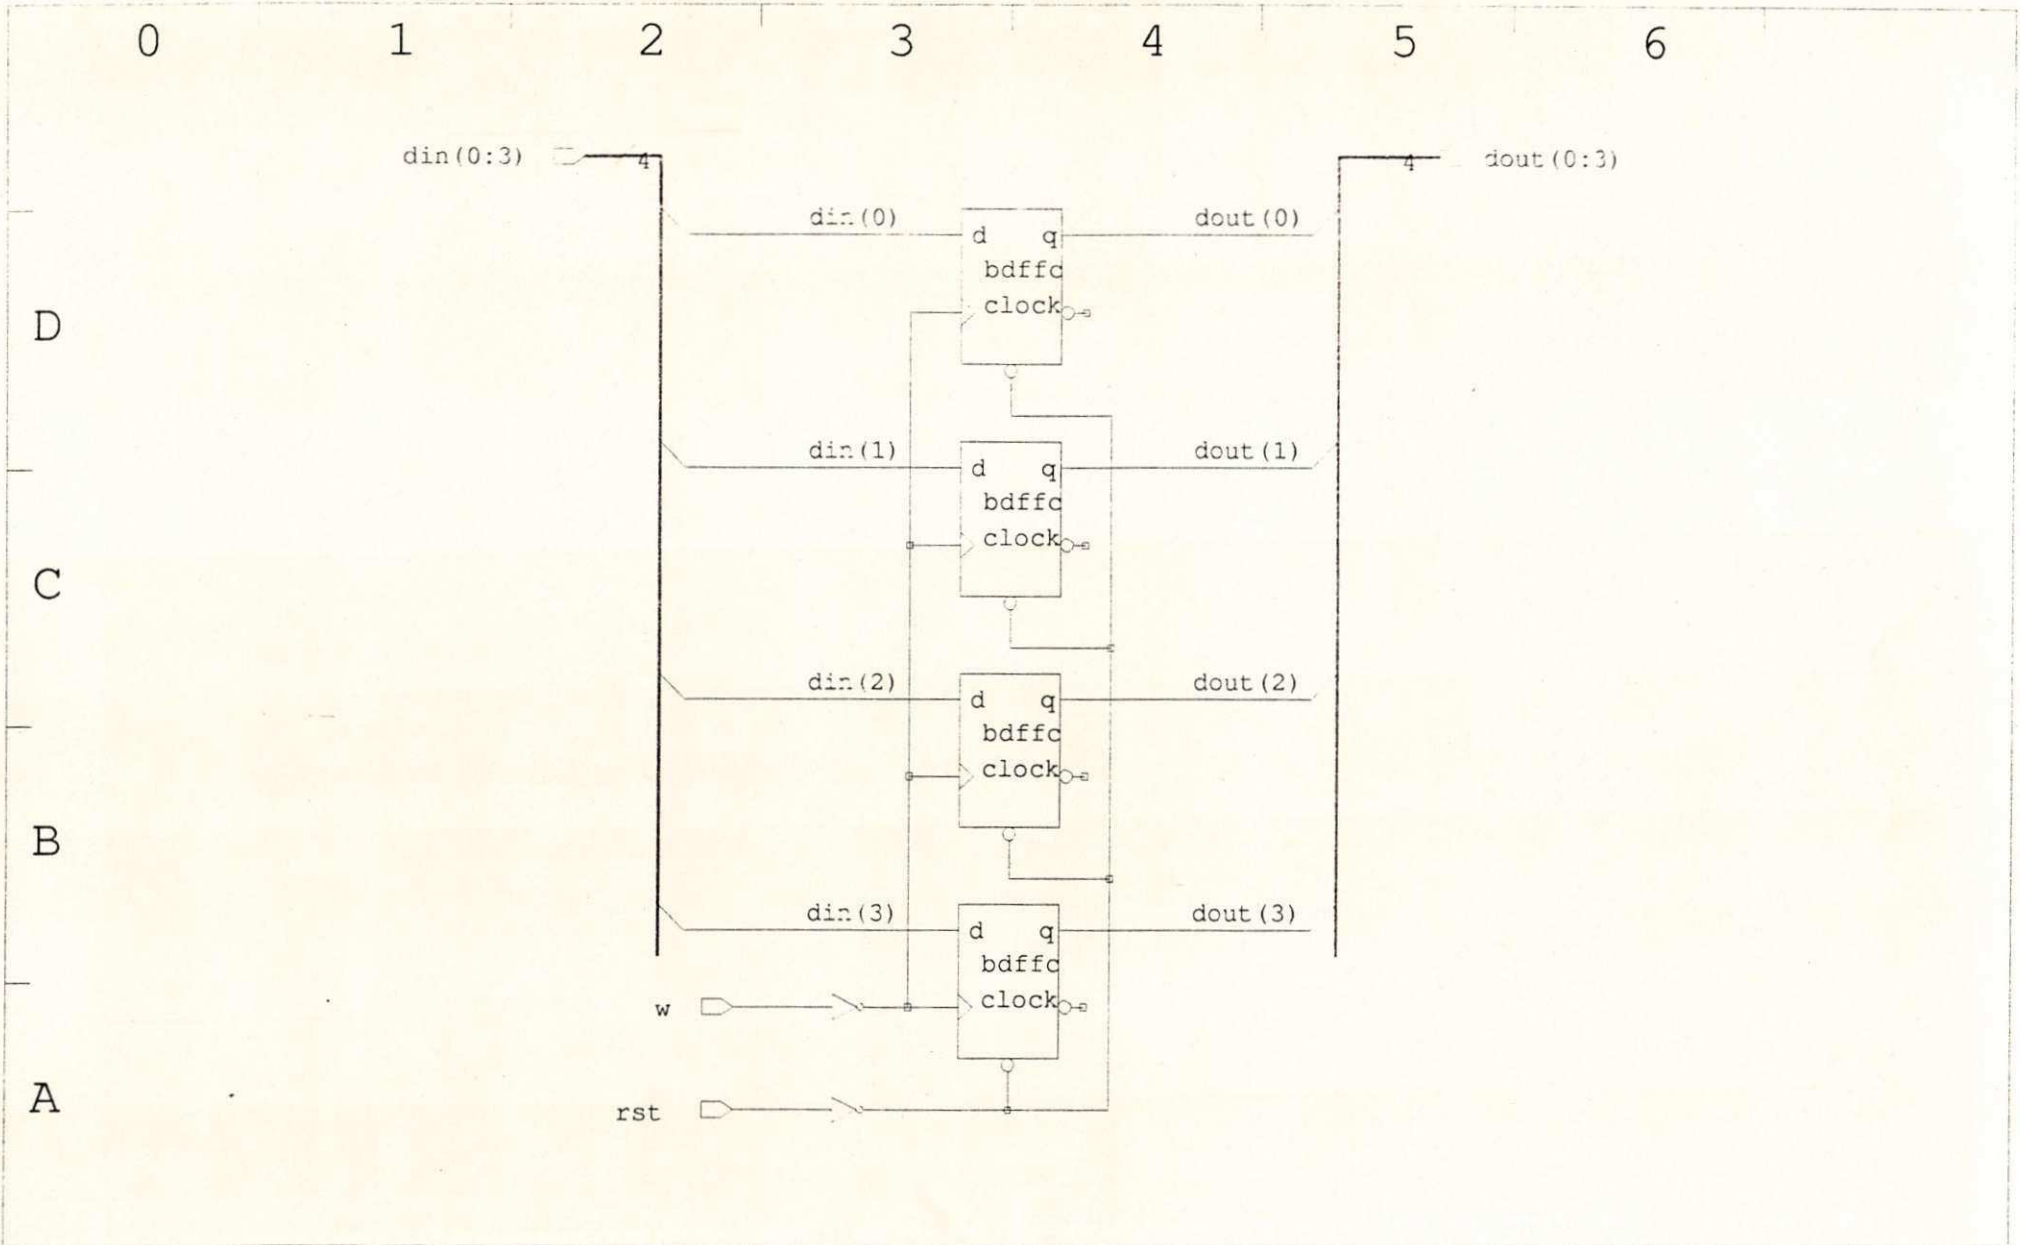 0 1 2 3 4 5 6
din(0:3) 4 4 dout(0:3)
din(0) dout(0)
d q
bdffc
clock
D
din(1) dout(1)
d q
bdffc
clock
C
din(2) dout(2)
d q
bdffc
clock
B
din(3) dout(3)
d q
bdffc
clock
w
A
rst